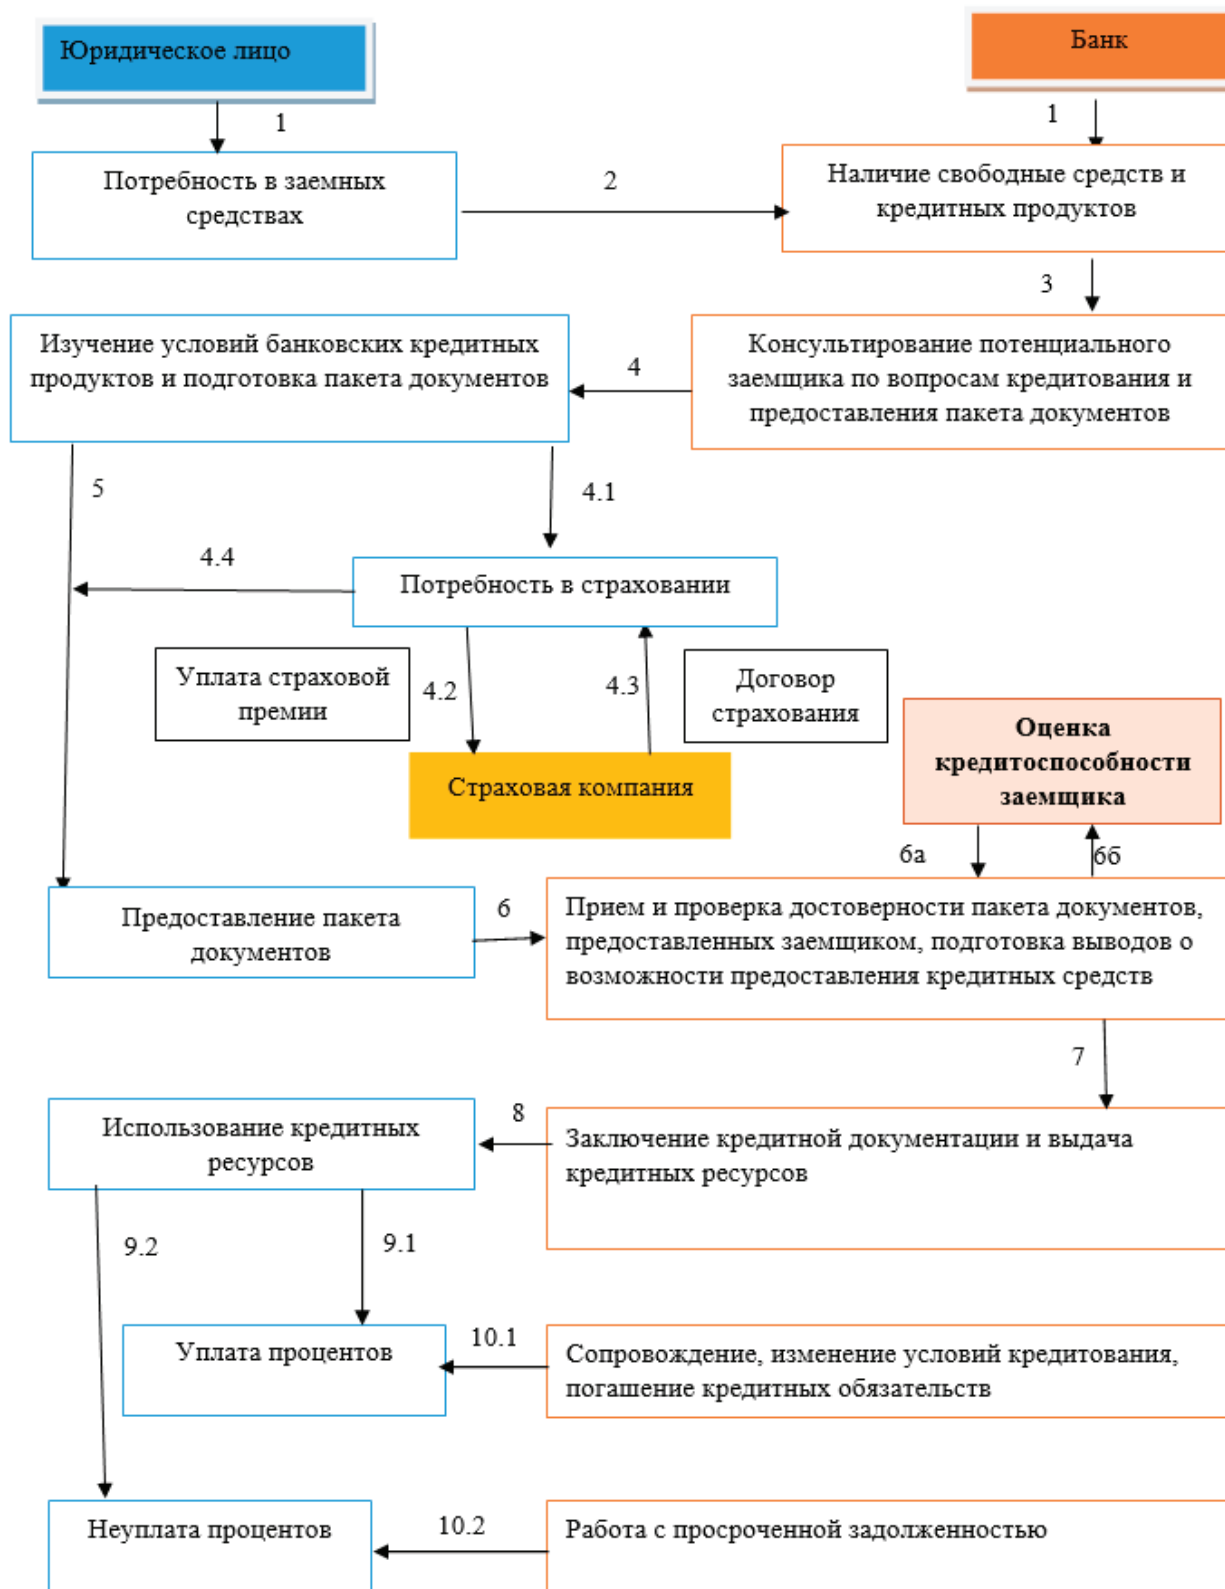 Юридическое лицо
Банк
1
1
Потребность в заемных
средствах
2
Наличие свободные средств и
кредитных продуктов
3
Изучение условий банковских кредитных
продуктов и подготовка пакета документов
4
Консультирование потенциального
заемщика по вопросам кредитования и
предоставления пакета документов
5
4.1
4.4
Потребность в страховании
Уплата страховой
премии
4.2
4.3
Договор
страхования
Страховая компания
Оценка
кредитоспособности
заемщика
6а
6б
Предоставление пакета
документов
6
Прием и проверка достоверности пакета документов,
предоставленных заемщиком, подготовка выводов о
возможности предоставления кредитных средств
7
Использование кредитных
ресурсов
8
Заключение кредитной документации и выдача
кредитных ресурсов
9.2
9.1
Уплата процентов
10.1
Сопровождение, изменение условий кредитования,
погашение кредитных обязательств
Неуплата процентов
10.2
Работа с просроченной задолженностью